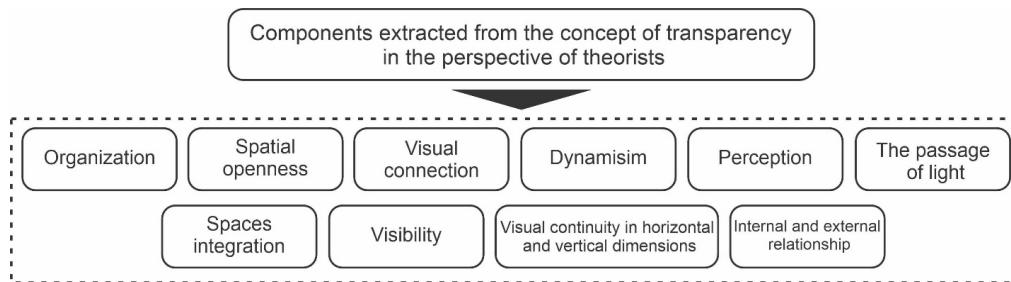 Components extracted from the concept of transparency
in the perspective of theorists
Organization
Spatial
openness
Visual
connection
Dynamisim
Perception
The passage
of light
Spaces
integration
Visibility
Visual continuity in horizontal
and vertical dimensions
Internal and external
relationship